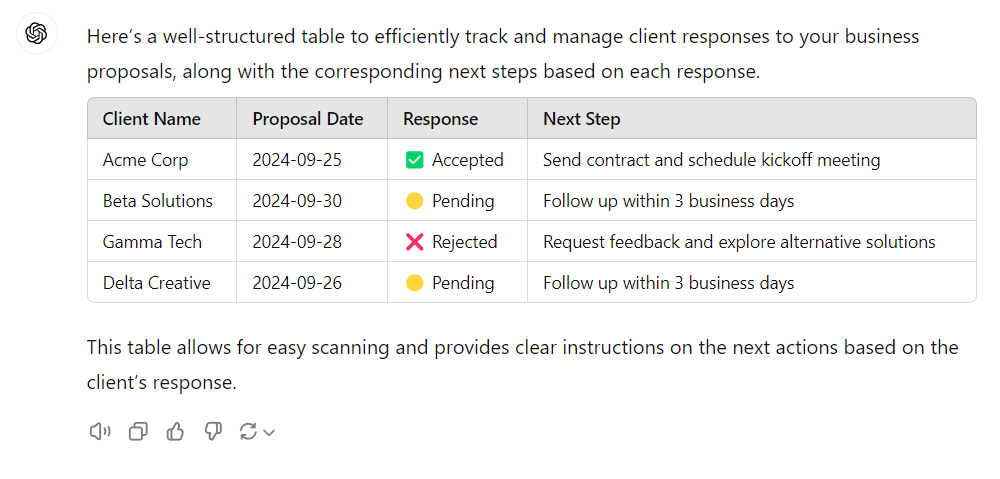 Here’s a well-structured table to efficiently track and manage client responses to your business
proposals, along with the corresponding next steps based on each response.
Client Name Proposal Date Response Next Step
Acme Corp 2024-09-25 ✅ Accepted Send contract and schedule kickoff meeting
Beta Solutions 2024-09-30 🟡 Pending Follow up within 3 business days
Gamma Tech 2024-09-28 ❌ Rejected Request feedback and explore alternative solutions
Delta Creative 2024-09-26 🟡 Pending Follow up within 3 business days
This table allows for easy scanning and provides clear instructions on the next actions based on the
client’s response.